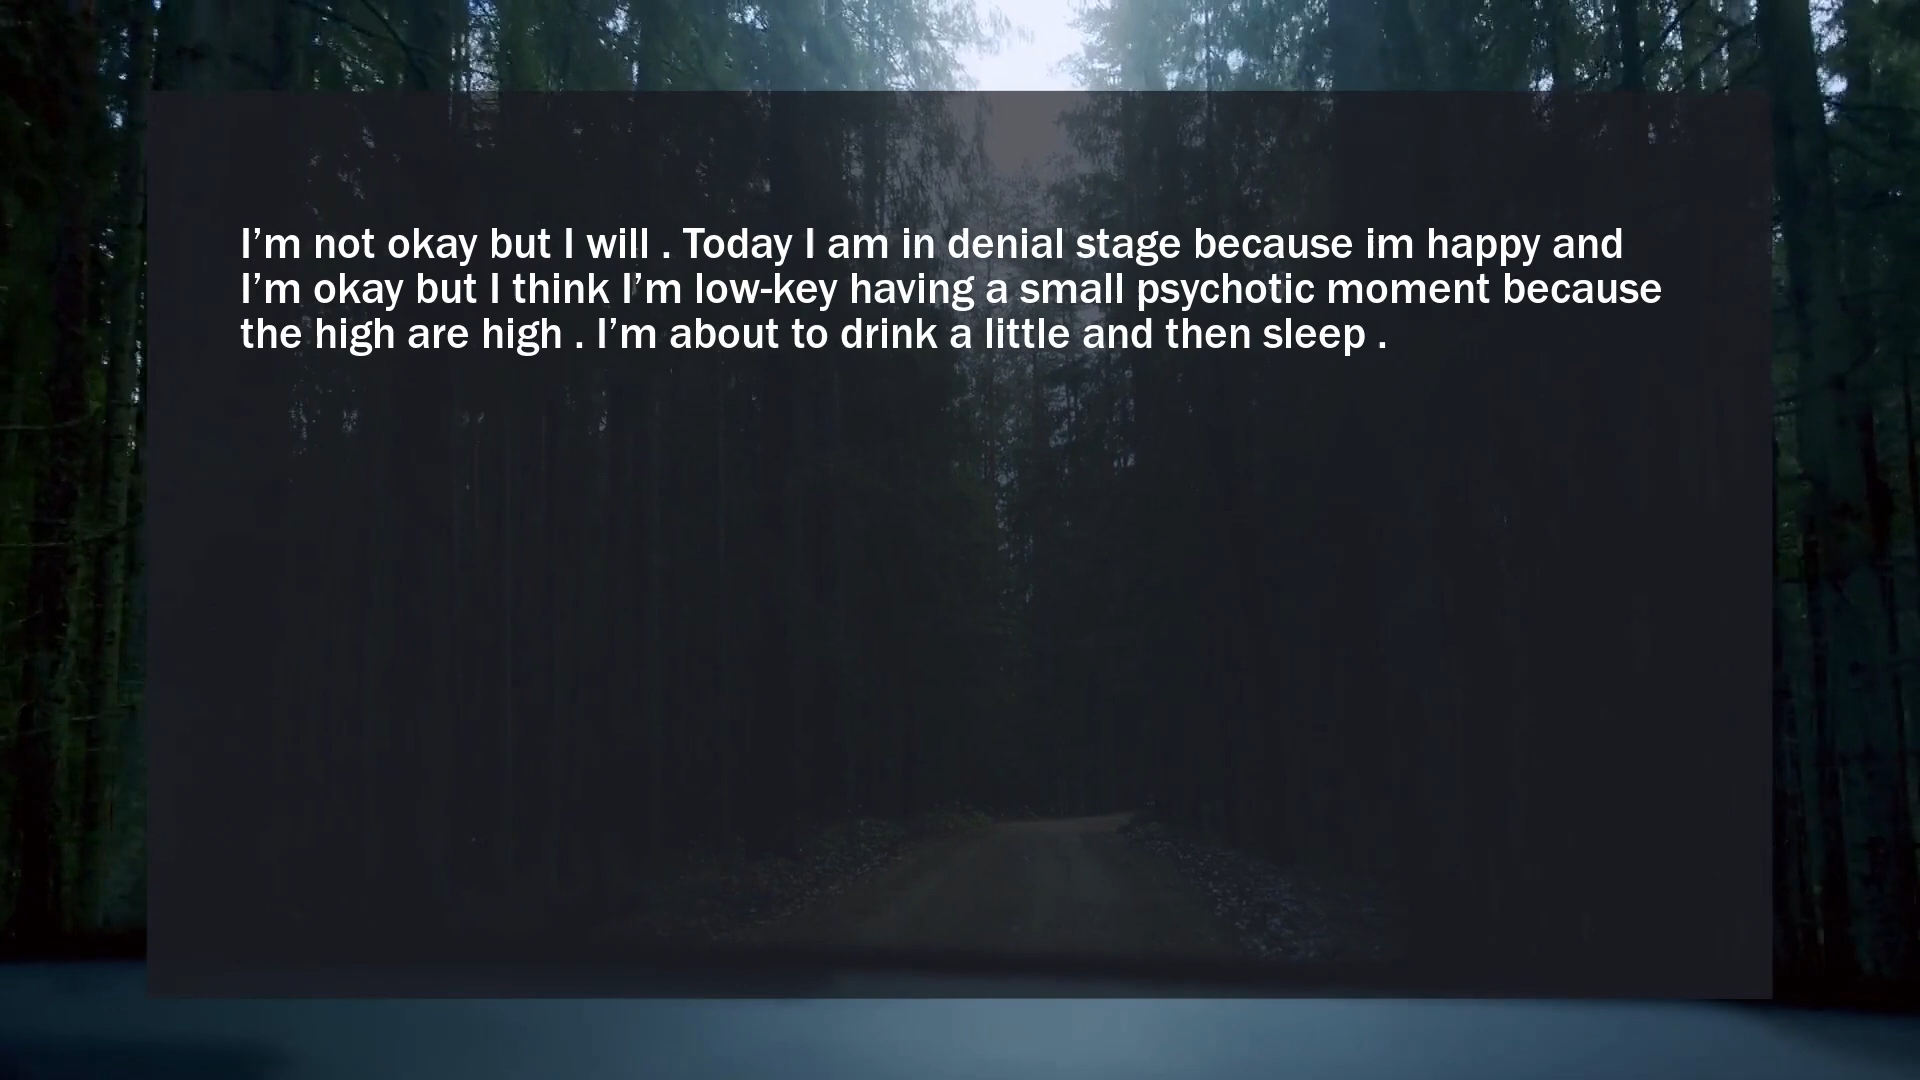 I’m not okay but I will . Today I am in denial stage because im happy and
I’m okay but I think I’m low-key having a small psychotic moment because
the high are high . I’m about to drink a little and then sleep .